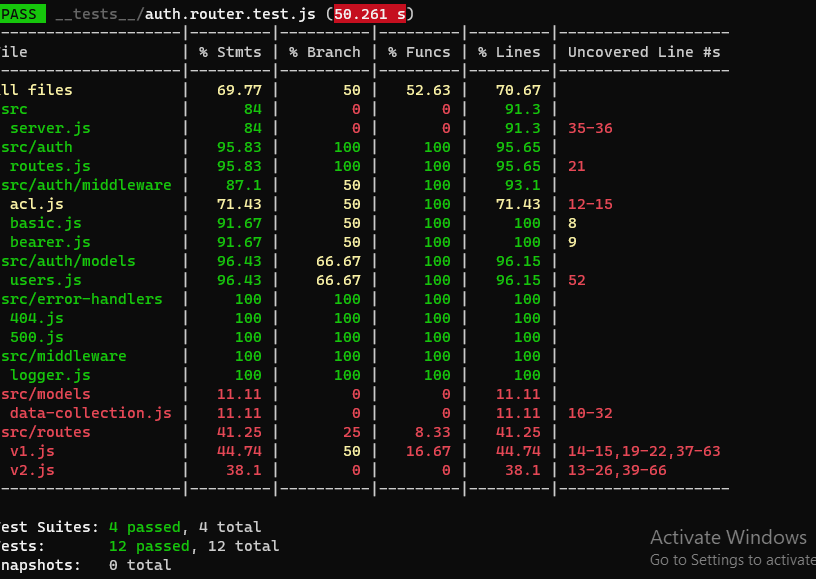 PASS __tests__/auth.router.test.js (50.261 s)
-------------------|---------|----------|---------|---------|-------------------
ile | % Stmts | % Branch | % Funcs | % Lines | Uncovered Line #s
-------------------|---------|----------|---------|---------|-------------------
ll files | 69.77 | 50 | 52.63 | 70.67 |
src | 84 | 0 | 0 | 91.3 |
server.js | 84 | 0 | 0 | 91.3 | 35-36
src/auth | 95.83 | 100 | 100 | 95.65 |
routes.js | 95.83 | 100 | 100 | 95.65 | 21
src/auth/middleware | 87.1 | 50 | 100 | 93.1 |
acl.js | 71.43 | 50 | 100 | 71.43 | 12-15
basic.js | 91.67 | 50 | 100 | 100 | 8
bearer.js | 91.67 | 50 | 100 | 100 | 9
src/auth/models | 96.43 | 66.67 | 100 | 96.15 |
users.js | 96.43 | 66.67 | 100 | 96.15 | 52
src/error-handlers | 100 | 100 | 100 | 100 |
404.js | 100 | 100 | 100 | 100 |
500.js | 100 | 100 | 100 | 100 |
src/middleware | 100 | 100 | 100 | 100 |
logger.js | 100 | 100 | 100 | 100 |
src/models | 11.11 | 0 | 0 | 11.11 |
data-collection.js | 11.11 | 0 | 0 | 11.11 | 10-32
src/routes | 41.25 | 25 | 8.33 | 41.25 |
v1.js | 44.74 | 50 | 16.67 | 44.74 | 14-15,19-22,37-63
v2.js | 38.1 | 0 | 0 | 38.1 | 13-26,39-66
-------------------|---------|----------|---------|---------|-------------------
est Suites: 4 passed, 4 total
ests: 12 passed, 12 total
napshots: 0 total
Activate Windows
Go to Settings to activate